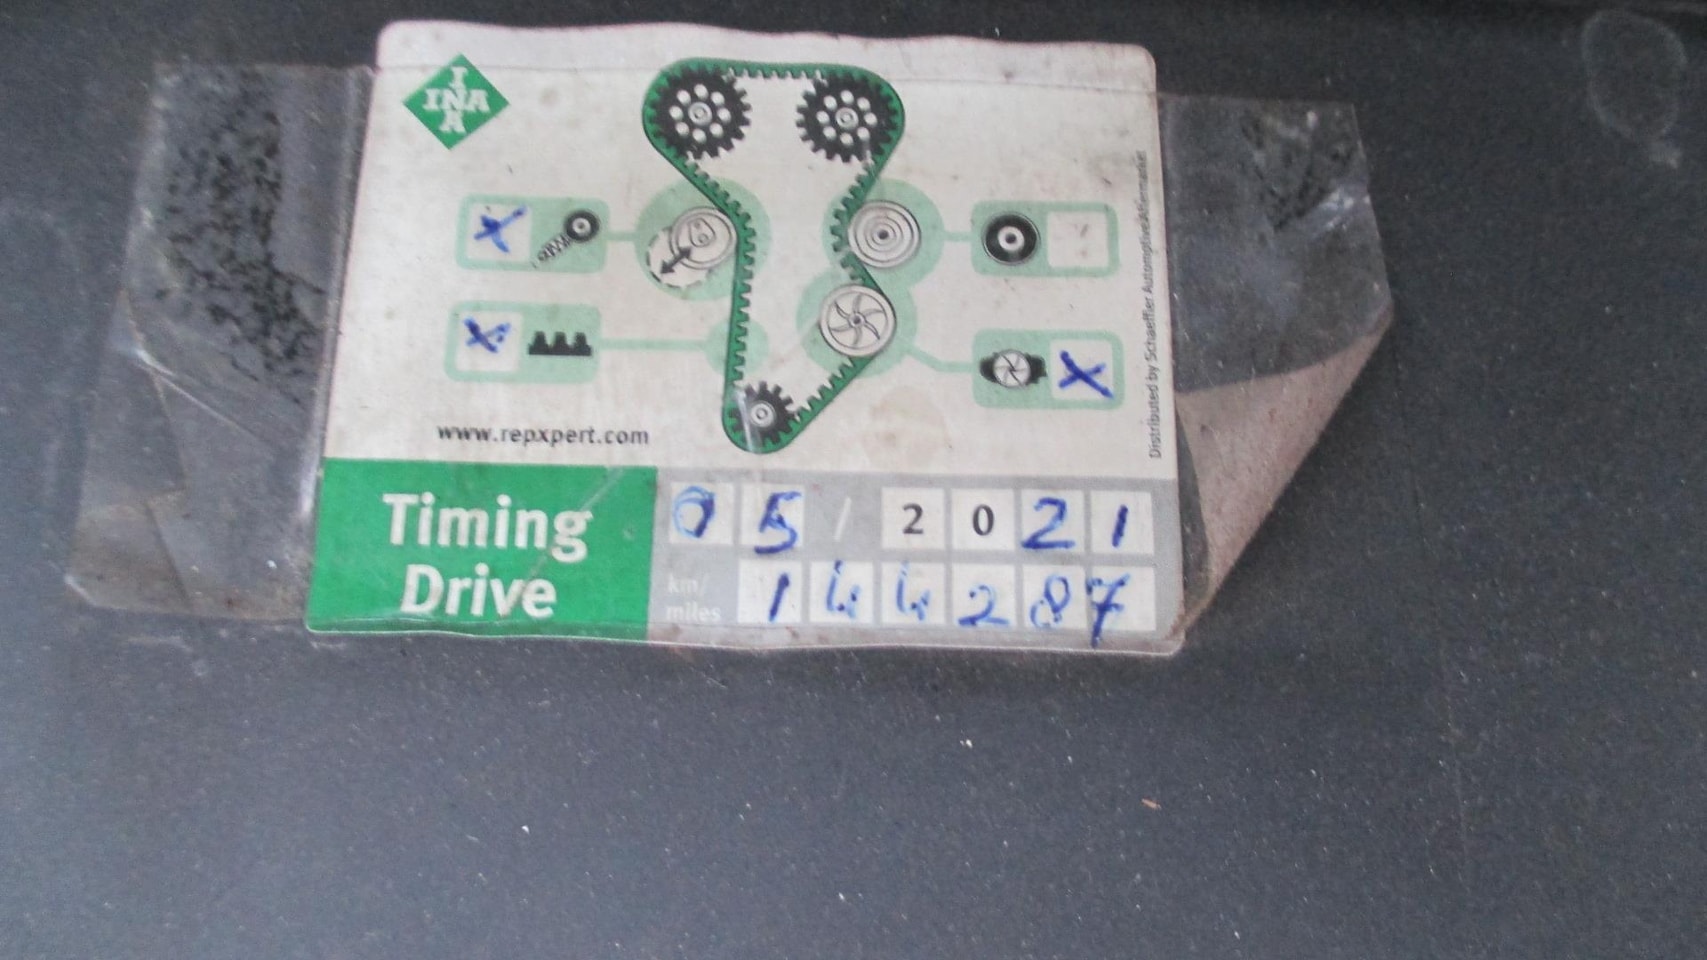 INA
www.repxpert.com
Distributed by Schaeffler Automotive Aftermarket
Timing Drive
05 / 2021
km/miles 144287